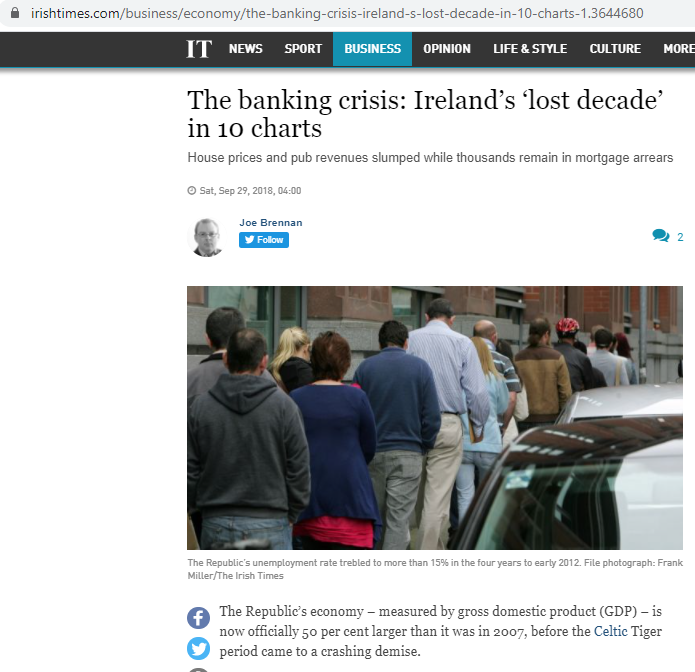 irishtimes.com/business/economy/the-banking-crisis-ireland-s-lost-decade-in-10-charts-1.3644680
IT NEWS SPORT BUSINESS OPINION LIFE & STYLE CULTURE MORE
The banking crisis: Ireland’s ‘lost decade’
in 10 charts
House prices and pub revenues slumped while thousands remain in mortgage arrears
Sat, Sep 29, 2018, 04:00
Joe Brennan
Follow
2
The Republic’s unemployment rate trebled to more than 15% in the four years to early 2012. File photograph: Frank
Miller/The Irish Times
The Republic’s economy – measured by gross domestic product (GDP) – is
now officially 50 per cent larger than it was in 2007, before the Celtic Tiger
period came to a crashing demise.